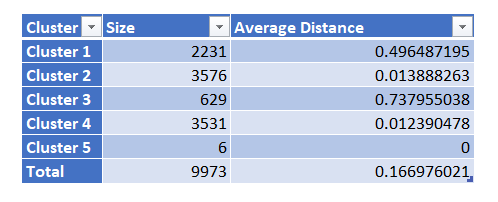 Cluster Size Average Distance
Cluster 1 2231 0.496487195
Cluster 2 3576 0.013888263
Cluster 3 629 0.737955038
Cluster 4 3531 0.012390478
Cluster 5 6 0
Total 9973 0.166976021